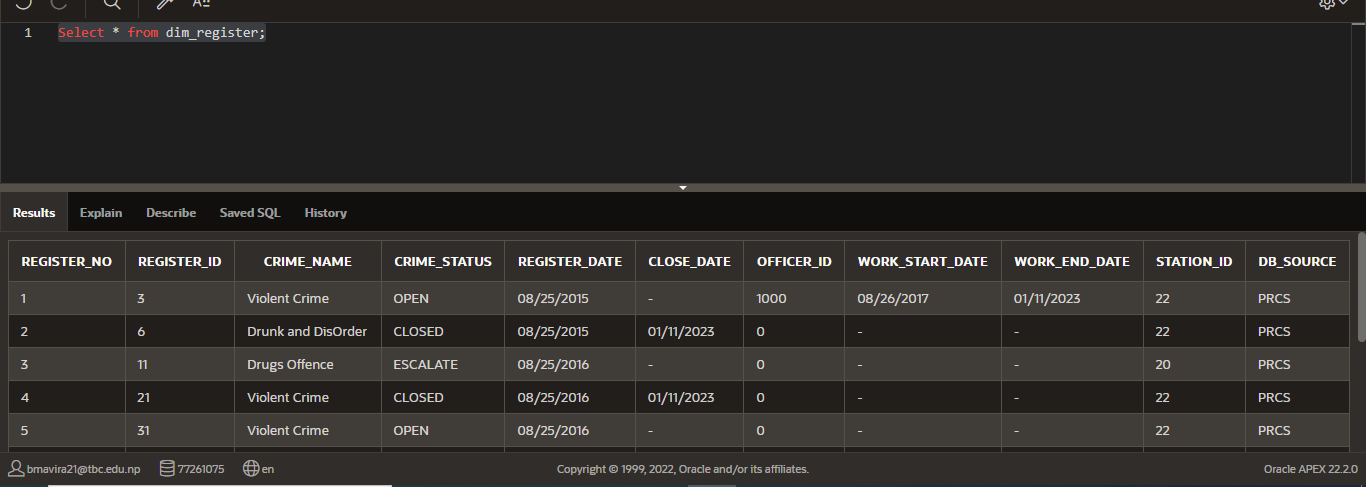 1 Select * from dim_register;
Results Explain Describe Saved SQL History
REGISTER_NO REGISTER_ID CRIME_NAME CRIME_STATUS REGISTER_DATE CLOSE_DATE OFFICER_ID WORK_START_DATE WORK_END_DATE STATION_ID DB_SOURCE
1 3 Violent Crime OPEN 08/25/2015 - 1000 08/26/2017 01/11/2023 22 PRCS
2 6 Drunk and DisOrder CLOSED 08/25/2015 01/11/2023 0 - - 22 PRCS
3 11 Drugs Offence ESCALATE 08/25/2016 - 0 - - 20 PRCS
4 21 Violent Crime CLOSED 08/25/2016 01/11/2023 0 - - 22 PRCS
5 31 Violent Crime OPEN 08/25/2016 - 0 - - 22 PRCS
bmavira21@tbc.edu.np 77261075 en Copyright © 1999, 2022, Oracle and/or its affiliates. Oracle APEX 22.2.0